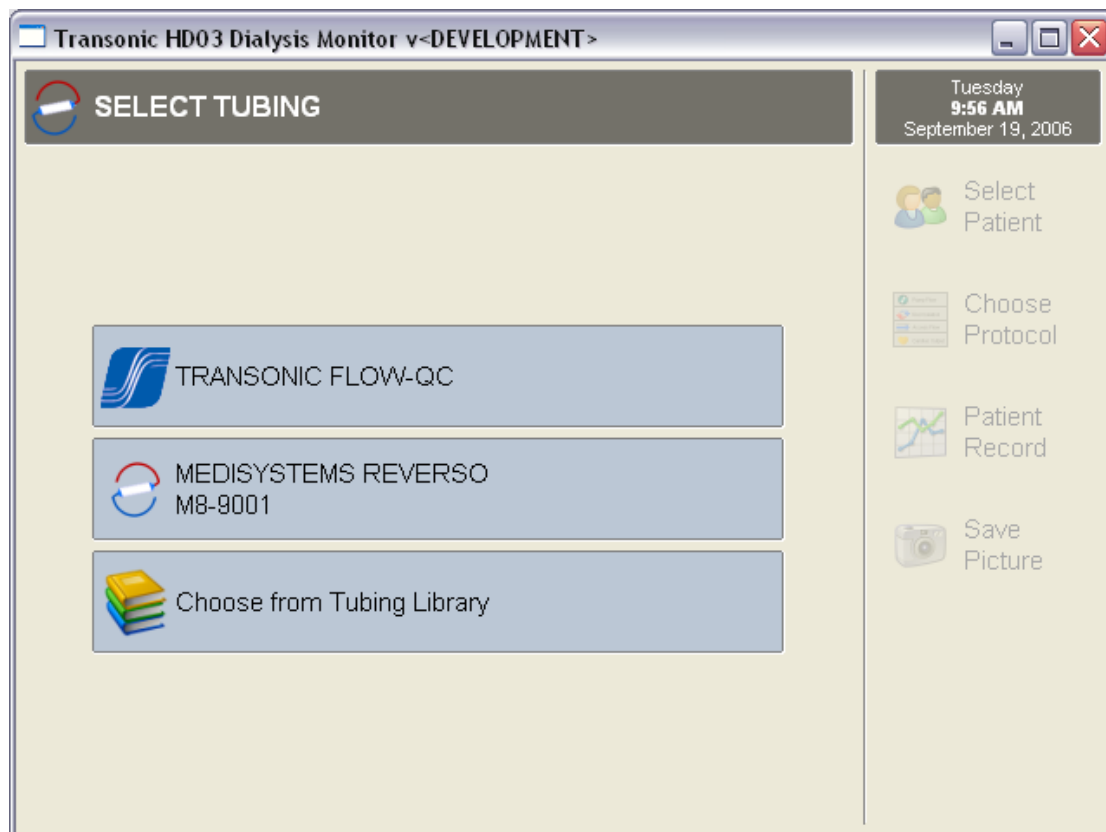 Transonic HD03 Dialysis Monitor v<DEVELOPMENT>
SELECT TUBING
Tuesday
9:56 AM
September 19, 2006
TRANSONIC FLOW-QC
MEDISYSTEMS REVERSO
M8-9001
Choose from Tubing Library
Select
Patient
Choose
Protocol
Patient
Record
Save
Picture